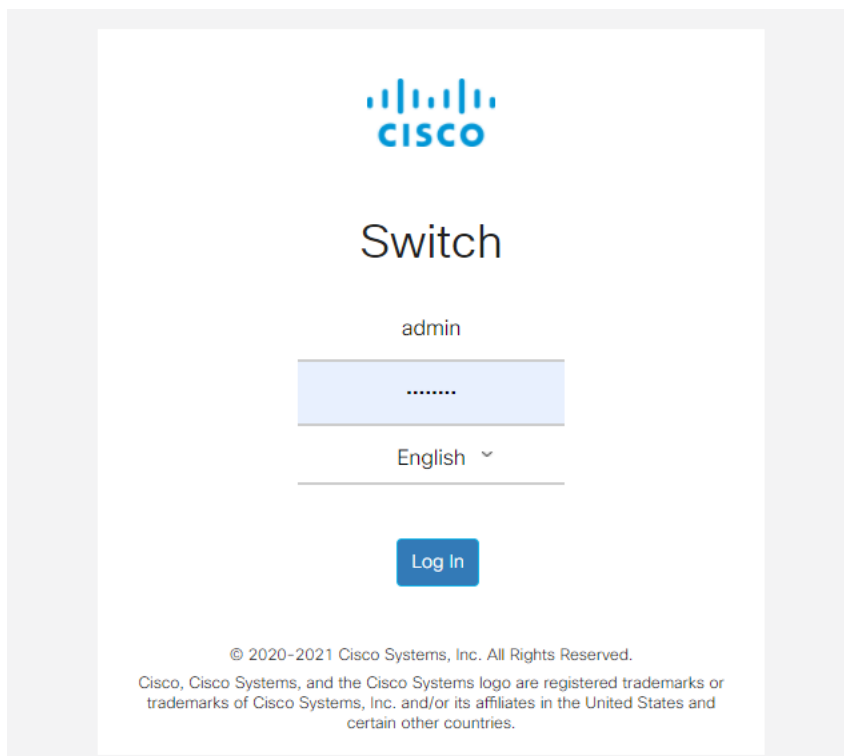 CISCO
Switch
admin
........
English
Log In
© 2020-2021 Cisco Systems, Inc. All Rights Reserved.
Cisco, Cisco Systems, and the Cisco Systems logo are registered trademarks or
trademarks of Cisco Systems, Inc. and/or its affiliates in the United States and
certain other countries.